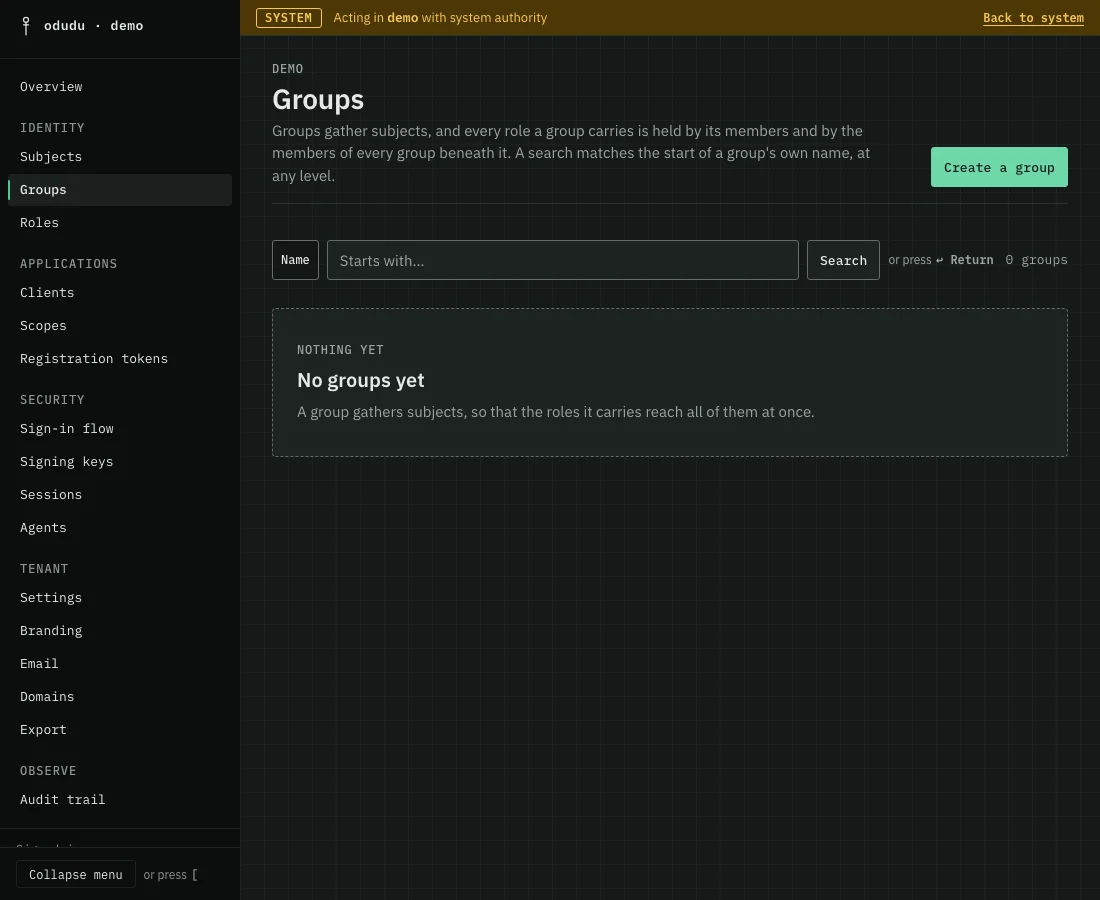 odudu · demo
SYSTEM Acting in demo with system authority Back to system
Overview
IDENTITY
Subjects
Groups
Roles
APPLICATIONS
Clients
Scopes
Registration tokens
SECURITY
Sign-in flow
Signing keys
Sessions
Agents
TENANT
Settings
Branding
Email
Domains
Export
OBSERVE
Audit trail
Collapse menu or press [
DEMO
Groups
Groups gather subjects, and every role a group carries is held by its members and by the
members of every group beneath it. A search matches the start of a group's own name, at
any level.
Create a group
Name Starts with... Search or press ↩ Return 0 groups
NOTHING YET
No groups yet
A group gathers subjects, so that the roles it carries reach all of them at once.